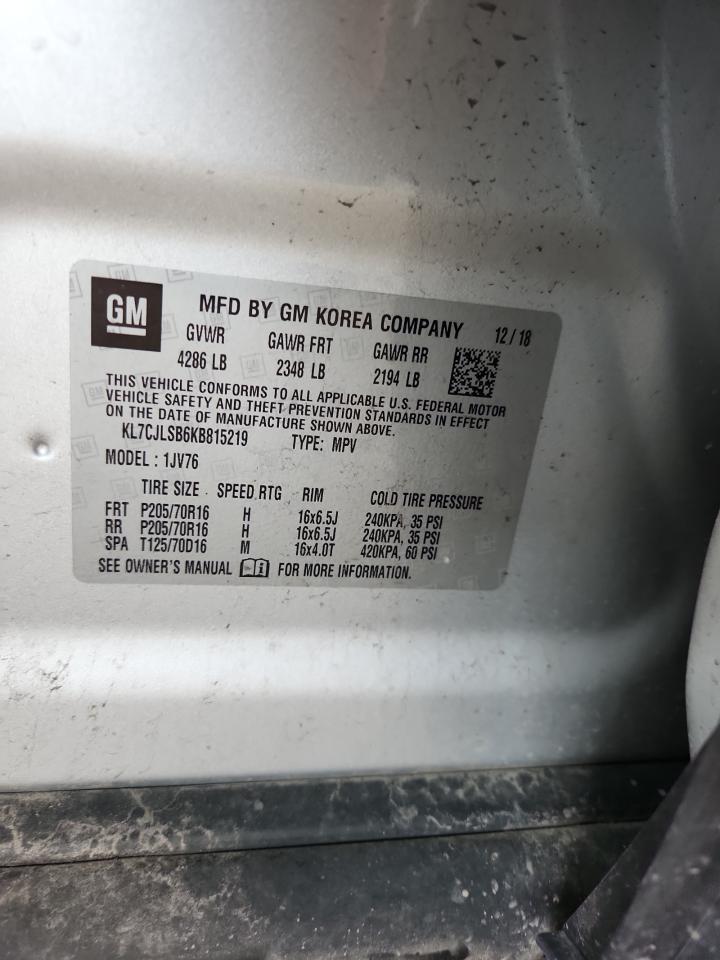 GM MFD BY GM KOREA COMPANY 12/18
GVWR GAWR FRT GAWR RR
4286 LB 2348 LB 2194 LB
THIS VEHICLE CONFORMS TO ALL APPLICABLE U.S. FEDERAL MOTOR
VEHICLE SAFETY AND THEFT PREVENTION STANDARDS IN EFFECT
ON THE DATE OF MANUFACTURE SHOWN ABOVE.
KL7CJLSB6KB815219 TYPE: MPV
MODEL : 1JV76
TIRE SIZE SPEED RTG RIM COLD TIRE PRESSURE
FRT P205/70R16 H 16x6.5J 240KPA, 35 PSI
RR P205/70R16 H 16x6.5J 240KPA, 35 PSI
SPA T125/70D16 M 16x4.0T 420KPA, 60 PSI
SEE OWNER'S MANUAL i FOR MORE INFORMATION.